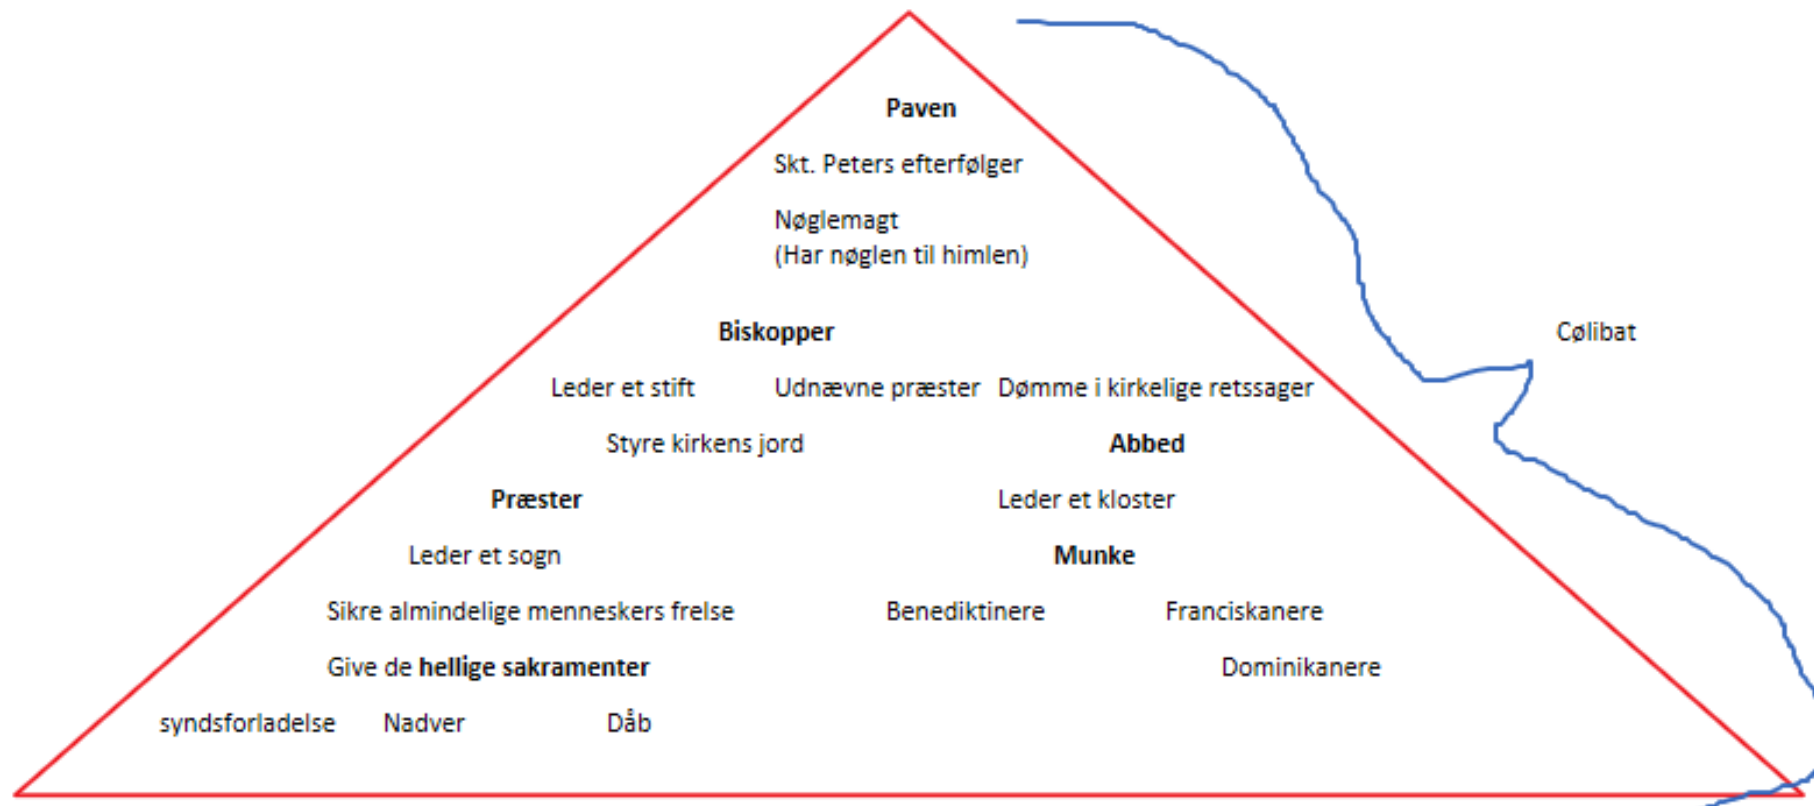 Paven
Skt. Peters efterfølger
Nøglemagt
(Har nøglen til himlen)
Biskopper
Cølibat
Leder et stift Udnævne præster Dømme i kirkelige retssager
Styre kirkens jord Abbed
Præster Leder et kloster
Leder et sogn Munke
Sikre almindelige menneskers frelse Benediktinere Franciskanere
Give de hellige sakramenter Dominikanere
syndsforladelse Nadver Dåb